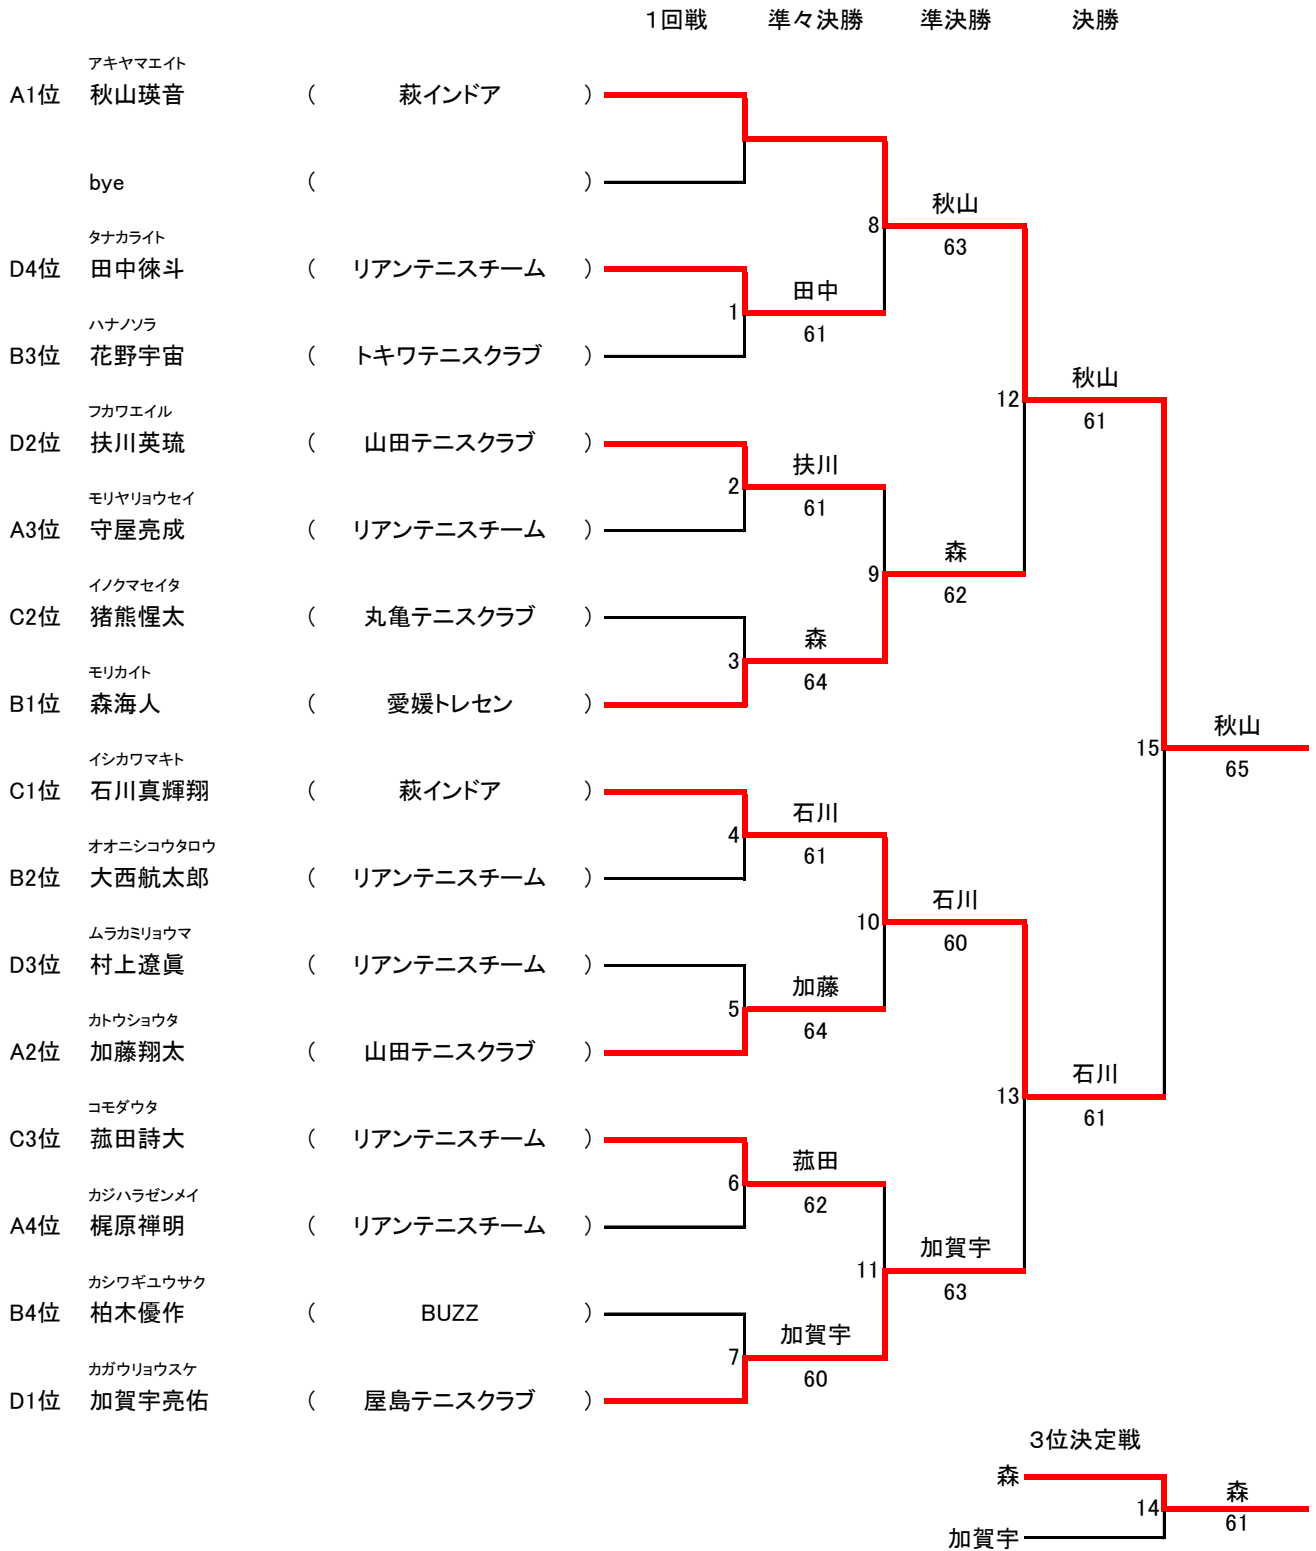 １回戦 準々決勝 準決勝 決勝
アキヤマエイト
A1位 秋山瑛音 ( 萩インドア )
bye ( )
8 秋山
63
タナカライト
D4位 田中徠斗 ( リアンテニスチーム )
1 田中
61
ハナノソラ
B3位 花野宇宙 ( トキワテニスクラブ )
12 秋山
61
フカワエイル
D2位 扶川英琉 ( 山田テニスクラブ )
2 扶川
61
モリヤリョウセイ
A3位 守屋亮成 ( リアンテニスチーム )
9 森
62
イノクマセイタ
C2位 猪熊惺太 ( 丸亀テニスクラブ )
3 森
64
モリカイト
B1位 森海人 ( 愛媛トレセン )
15 秋山
65
イシカワマキト
C1位 石川真輝翔 ( 萩インドア )
4 石川
61
オオニシコウタロウ
B2位 大西航太郎 ( リアンテニスチーム )
10 石川
60
ムラカミリョウマ
D3位 村上遼眞 ( リアンテニスチーム )
5 加藤
64
カトウショウタ
A2位 加藤翔太 ( 山田テニスクラブ )
13 石川
61
コモダウタ
C3位 菰田詩大 ( リアンテニスチーム )
6 菰田
62
カジハラゼンメイ
A4位 梶原禅明 ( リアンテニスチーム )
11 加賀宇
63
カシワギユウサク
B4位 柏木優作 ( BUZZ )
7 加賀宇
60
カガウリョウスケ
D1位 加賀宇亮佑 ( 屋島テニスクラブ )
３位決定戦
森
14 森
61
加賀宇